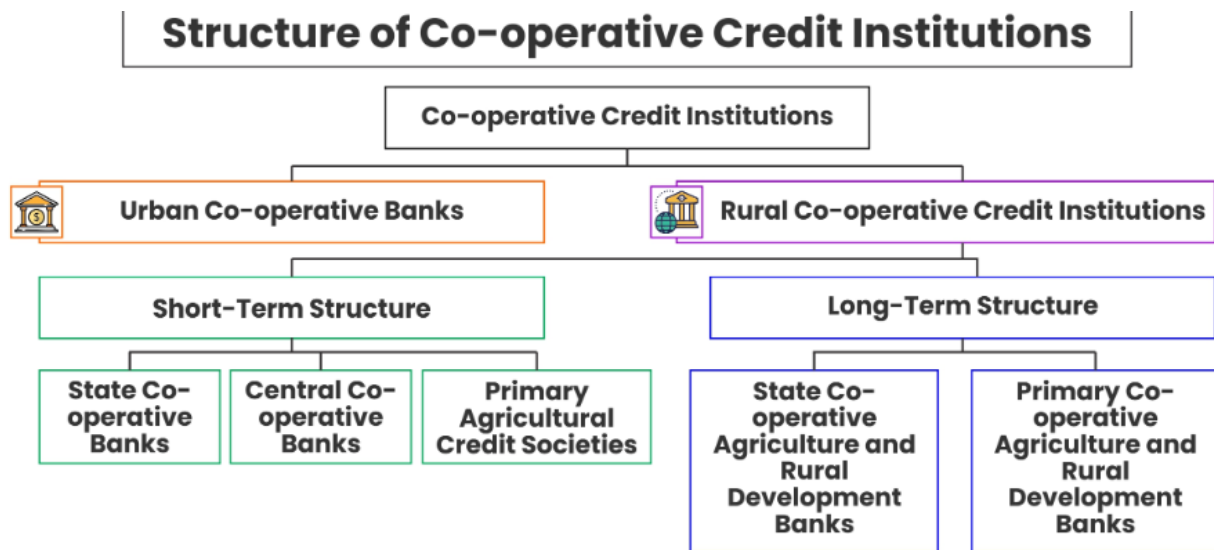 Structure of Co-operative Credit Institutions
Co-operative Credit Institutions
Urban Co-operative Banks
Rural Co-operative Credit Institutions
Short-Term Structure
Long-Term Structure
State Co-
operative
Banks
Central Co-
operative
Banks
Primary
Agricultural
Credit Societies
State Co-
operative
Agriculture and
Rural
Development
Banks
Primary Co-
operative
Agriculture and
Rural
Development
Banks